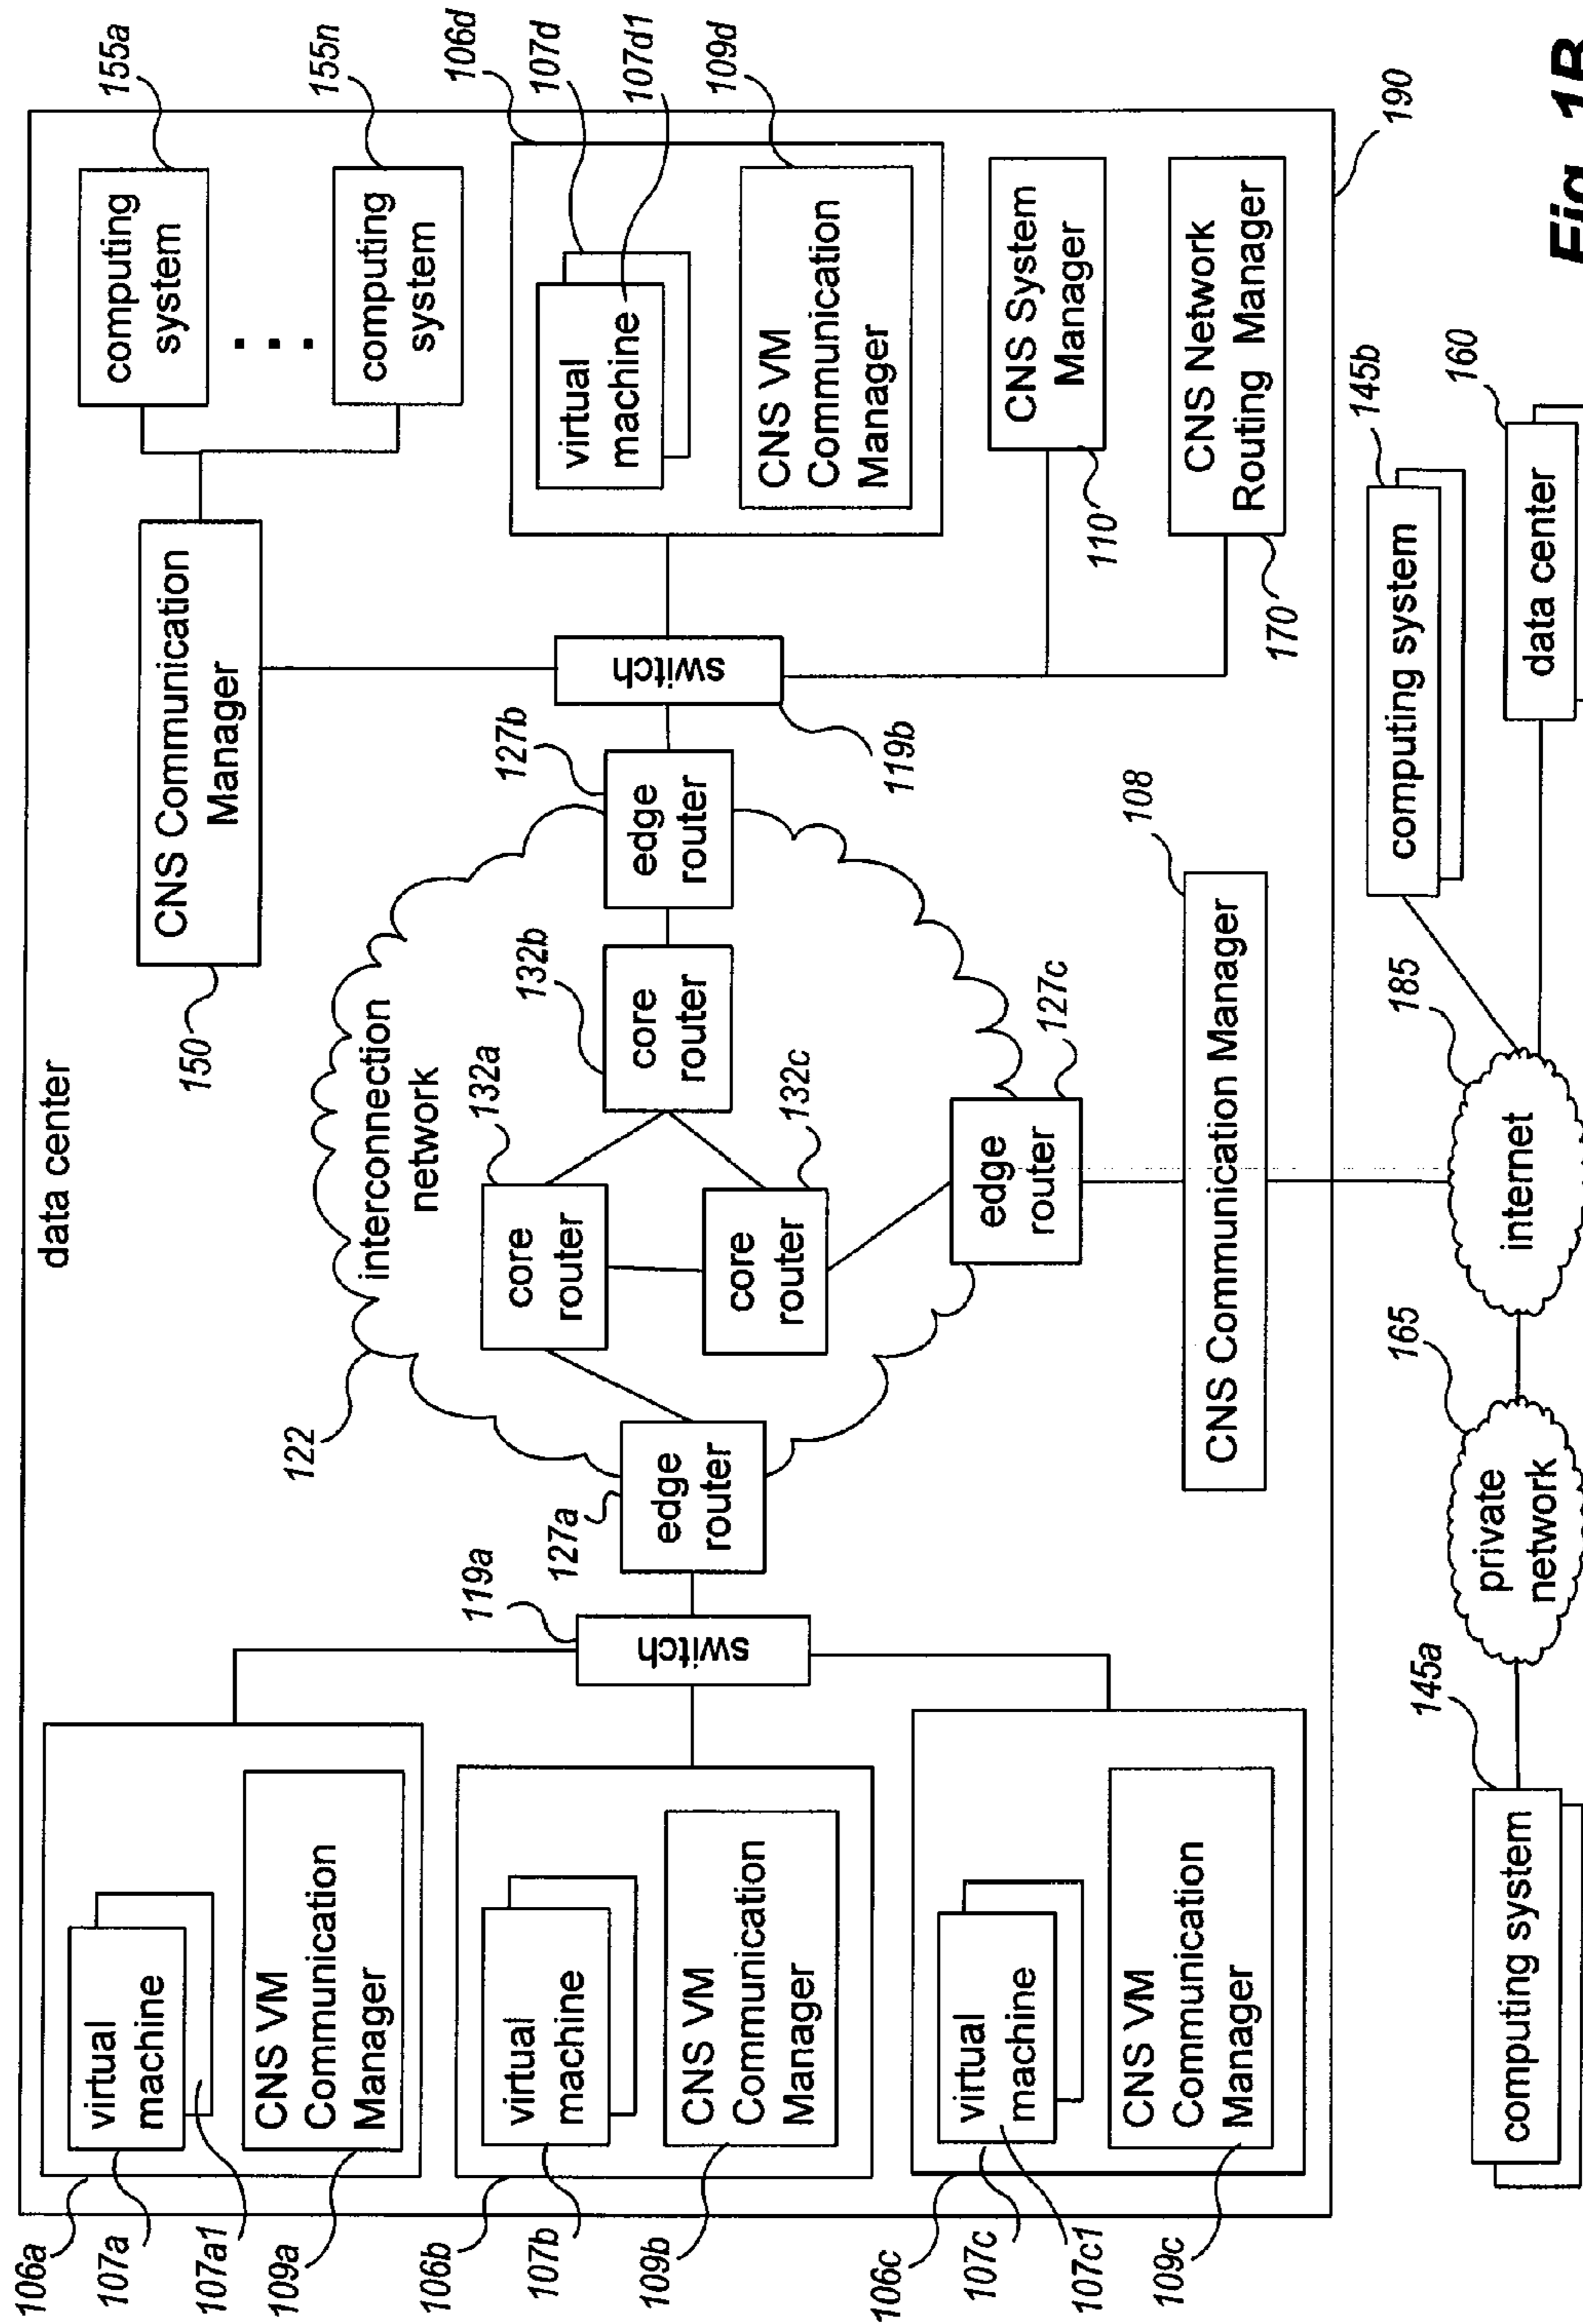 data center
106a
107a
107a1
109a
virtual
machine
CNS VM
Communication
Manager
106b
107b
109b
virtual
machine
CNS VM
Communication
Manager
106c
107c
107c1
109c
virtual
machine
CNS VM
Communication
Manager
119a
switch
127a
edge
router
122
interconnection
network
132a
core
router
132b
core
router
132c
core
router
127b
edge
router
127c
edge
router
119b
switch
150
CNS Communication
Manager
155a
computing
system
...
155n
computing
system
106d
107d
107d1
109d
virtual
machine
CNS VM
Communication
Manager
CNS System
Manager
110
CNS Network
Routing Manager
170
190
108
CNS Communication Manager
145a
computing system
165
private
network
185
internet
145b
computing system
160
data center
Fig. 1B